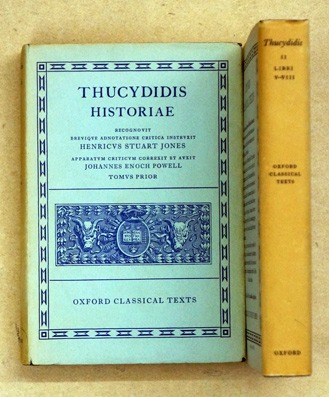 THUCYDIDIS
HISTORIAE
RECOGNOVIT
BREVIQVE ADNOTATIONE CRITICA INSTRVXIT
HENRICVS STUART JONES
APPARATVM CRITICVM CORREXIT ET AVXIT
JOHANNES ENOCH POWELL
TOMVS PRIOR
OXFORD CLASSICAL TEXTS
Thucydidis
II
LIBRI
V-VIII
OXFORD
CLASSICAL
TEXTS
OXFORD